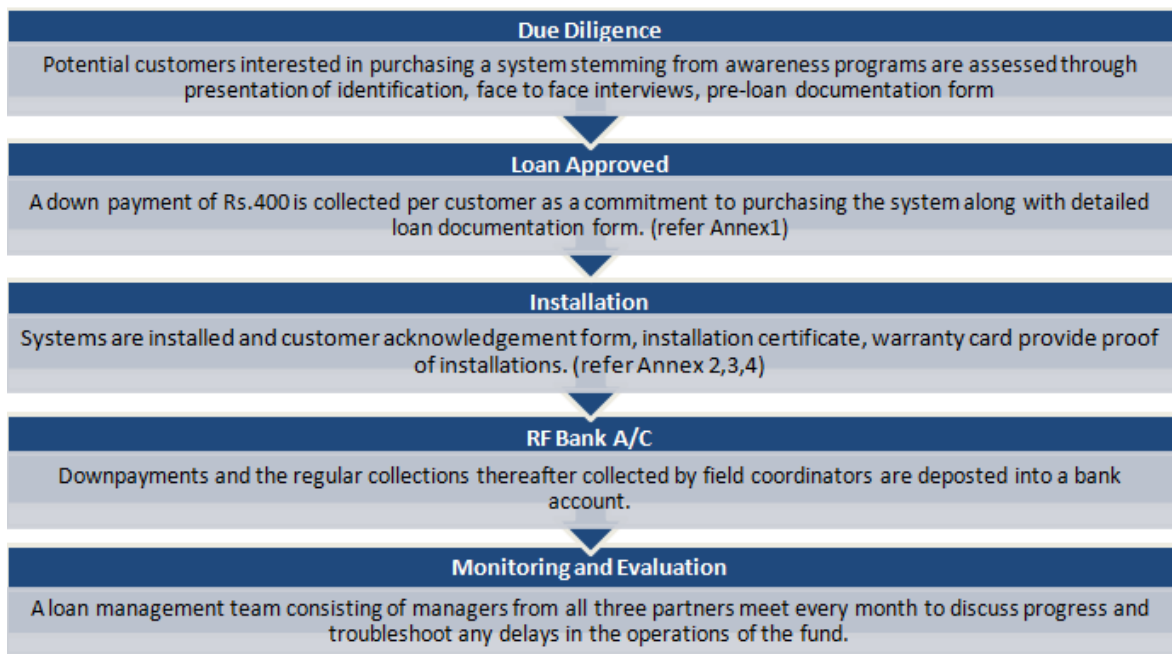 Due Diligence
Potential customers interested in purchasing a system stemming from awareness programs are assessed through
presentation of identification, face to face interviews, pre-loan documentation form
Loan Approved
A down payment of Rs.400 is collected per customer as a commitment to purchasing the system along with detailed
loan documentation form. (refer Annex1)
Installation
Systems are installed and customer acknowledgement form, installation certificate, warranty card provide proof
of installations. (refer Annex 2,3,4)
RF Bank A/C
Downpayments and the regular collections thereafter collected by field coordinators are deposited into a bank
account.
Monitoring and Evaluation
A loan management team consisting of managers from all three partners meet every month to discuss progress and
troubleshoot any delays in the operations of the fund.